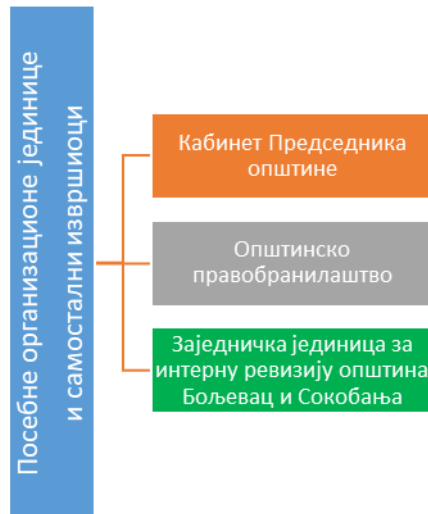 Посебне организационе јединице
и самостални извршиоци
Кабинет Председника
општине
Општинско
правобранилаштво
Заједничка јединица за
интерну ревизију општина
Бољевац и Сокобања